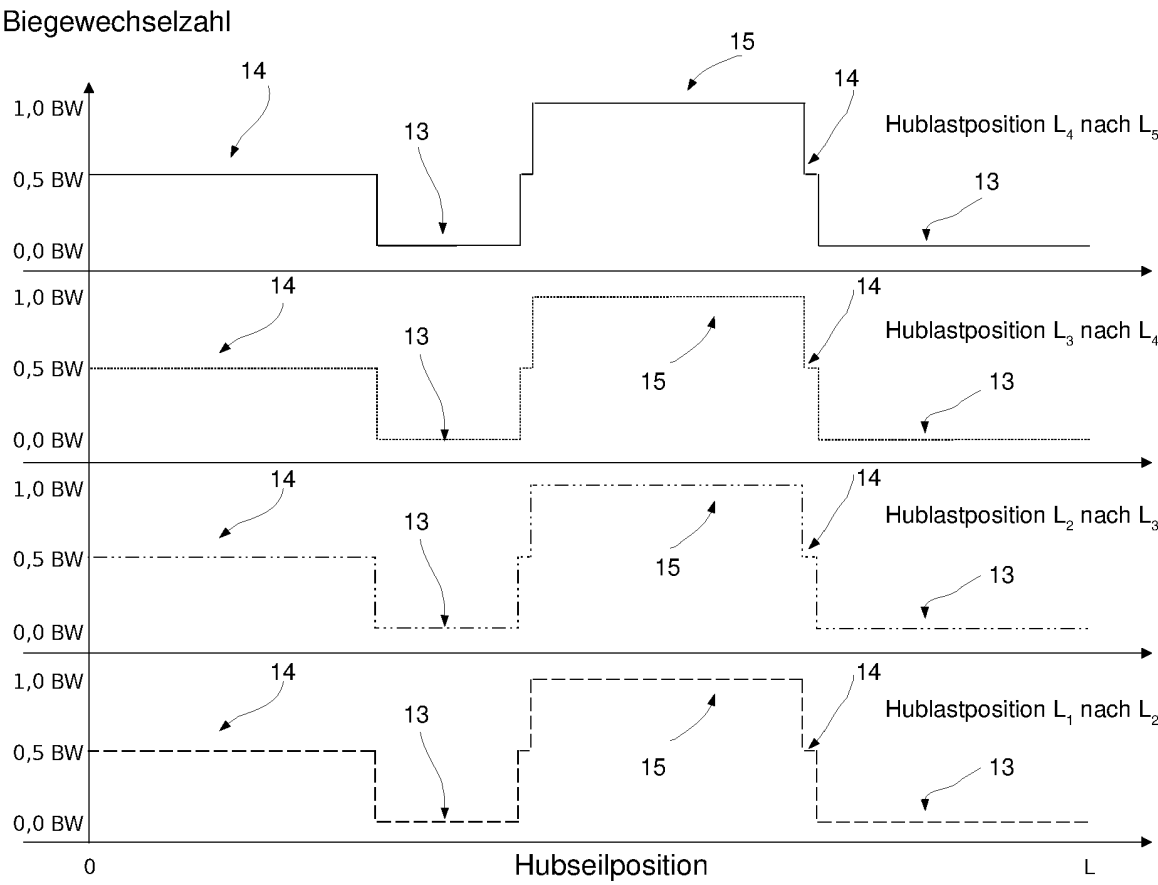 Biegewechselzahl
15
14
14
1,0 BW
13
Hublastposition L₄ nach L₅
0,5 BW
13
0,0 BW
14
14
1,0 BW
13
Hublastposition L₃ nach L₄
0,5 BW
15
13
0,0 BW
14
14
1,0 BW
13
Hublastposition L₂ nach L₃
0,5 BW
15
13
0,0 BW
14
14
1,0 BW
13
Hublastposition L₁ nach L₂
0,5 BW
15
13
0,0 BW
0 Hubseilposition L